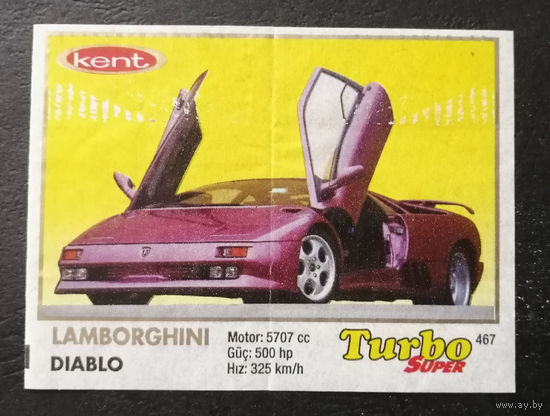 kent
LAMBORGHINI
DIABLO
Motor: 5707 cc
Güç: 500 hp
Hız: 325 km/h
Turbo
SUPER
467
www.ay.by